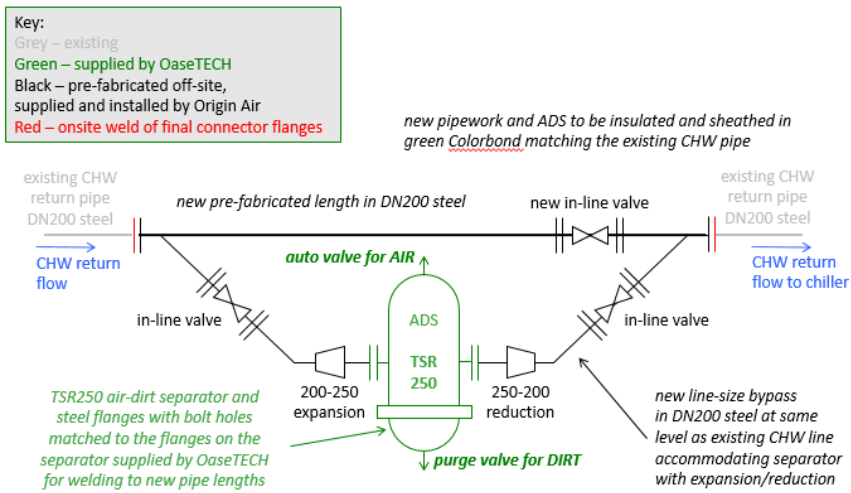 Key:
Grey – existing
Green – supplied by OaseTECH
Black – pre-fabricated off-site,
supplied and installed by Origin Air
Red – onsite weld of final connector flanges
new pipework and ADS to be insulated and sheathed in
green Colorbond matching the existing CHW pipe
existing CHW
return pipe
DN200 steel
new pre-fabricated length in DN200 steel
new in-line valve
existing CHW
return pipe
DN200 steel
CHW return
flow
auto valve for AIR
CHW return
flow to chiller
in-line valve
ADS
TSR
250
in-line valve
200-250
expansion
250-200
reduction
TSR250 air-dirt separator and
steel flanges with bolt holes
matched to the flanges on the
separator supplied by OaseTECH
for welding to new pipe lengths
purge valve for DIRT
new line-size bypass
in DN200 steel at same
level as existing CHW line
accommodating separator
with expansion/reduction